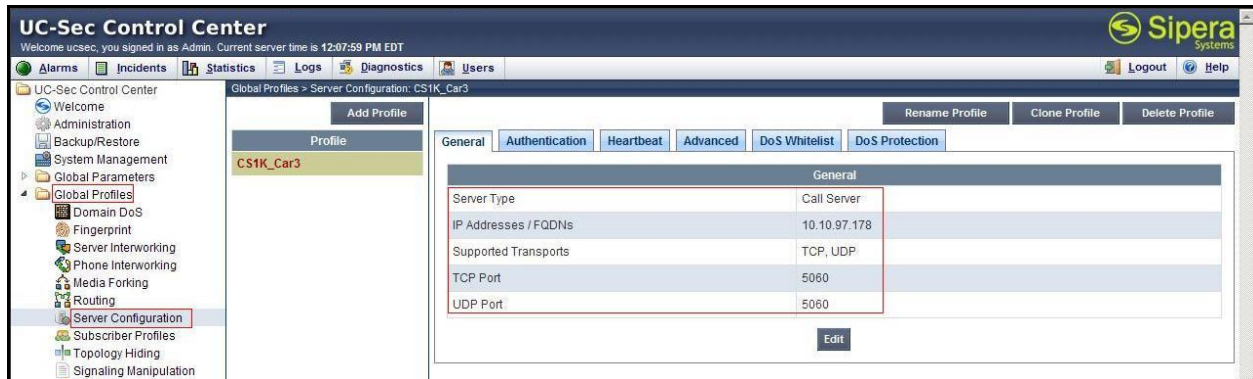 UC-Sec Control Center
Welcome ucsec, you signed in as Admin. Current server time is 12:07:59 PM EDT
Sipera
Systems
Alarms Incidents Statistics Logs Diagnostics Users Logout Help
UC-Sec Control Center
Welcome
Administration
Backup/Restore
System Management
Global Parameters
Global Profiles
Domain DoS
Fingerprint
Server Interworking
Phone Interworking
Media Forking
Routing
Server Configuration
Subscriber Profiles
Topology Hiding
Signaling Manipulation
Global Profiles > Server Configuration: CS1K_Car3
Add Profile
Profile
CS1K_Car3
Rename Profile Clone Profile Delete Profile
General Authentication Heartbeat Advanced DoS Whitelist DoS Protection
General
Server Type Call Server
IP Addresses / FQDNs 10.10.97.178
Supported Transports TCP, UDP
TCP Port 5060
UDP Port 5060
Edit